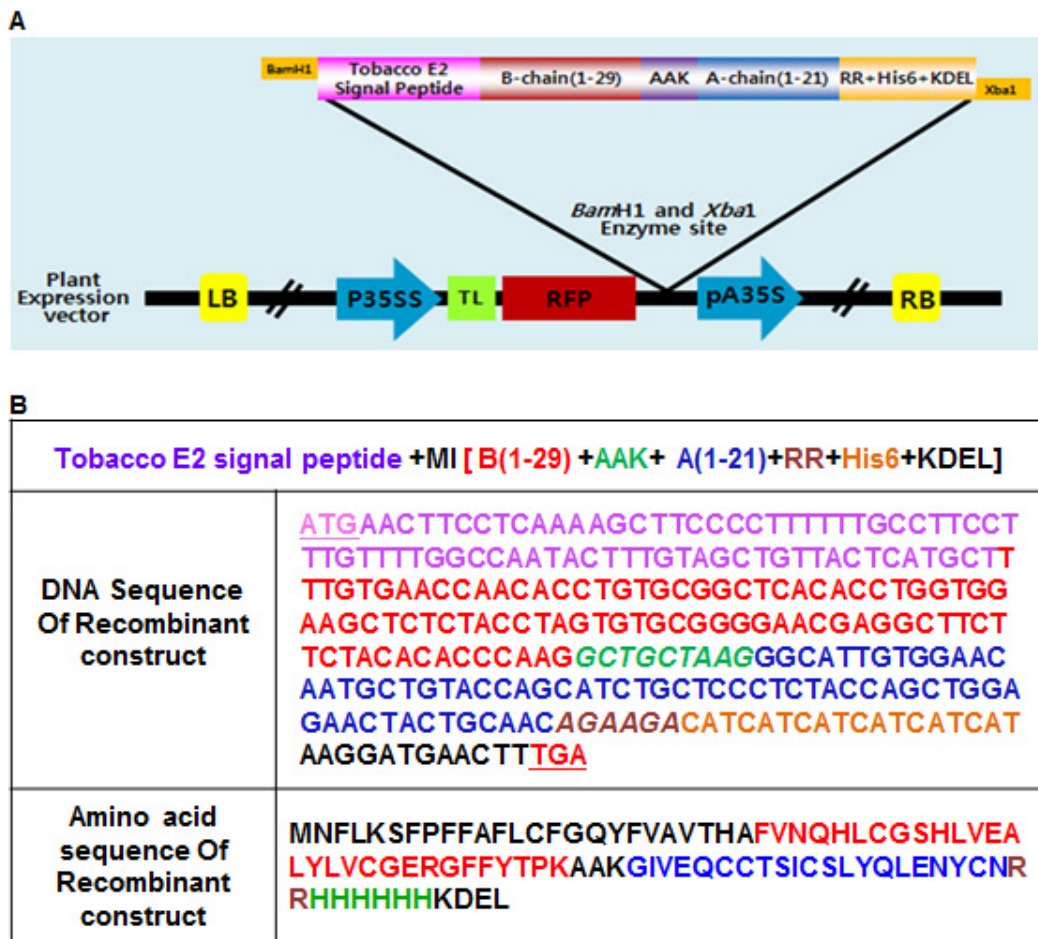 A
BamH1
Tobacco E2
Signal Peptide
B-chain(1-29)
AAK
A-chain(1-21)
RR+His6+KDEL
Xba1
BamH1 and Xba1
Enzyme site
Plant
Expression
vector
LB
P35SS
TL
RFP
pA35S
RB
B
Tobacco E2 signal peptide +MI [ B(1-29) +AAK+ A(1-21)+RR+His6+KDEL]
DNA Sequence
Of Recombinant
construct
ATGAACTTCCTCAAAAGCTTCCCCTTTTTTGCCTTCCT
TTGTTTTGGCCAATACTTTGTAGCTGTTACTCATGCTT
TTGTGAACCAACACCTGTGCGGCTCACACCTGGTGG
AAGCTCTCTACCTAGTGTGCGGGGAACGAGGCTTCT
TCTACACACCCAAGGCTGCTAAGGGCATTGTGGAAC
AATGCTGTACCAGCATCTGCTCCCTCTACCAGCTGGA
GAACTACTGCAACAGAAGACATCATCATCATCATCAT
AAGGATGAACTTTGA
Amino acid
sequence Of
Recombinant
construct
MNFLKSFPFFAFLCFGQYFVAVTHAFVNQHLCGSHLVEA
LYLVCGERGFFYTPKAAKGIVEQCCTSICSLYQLENYCNR
RHHHHHHKDEL